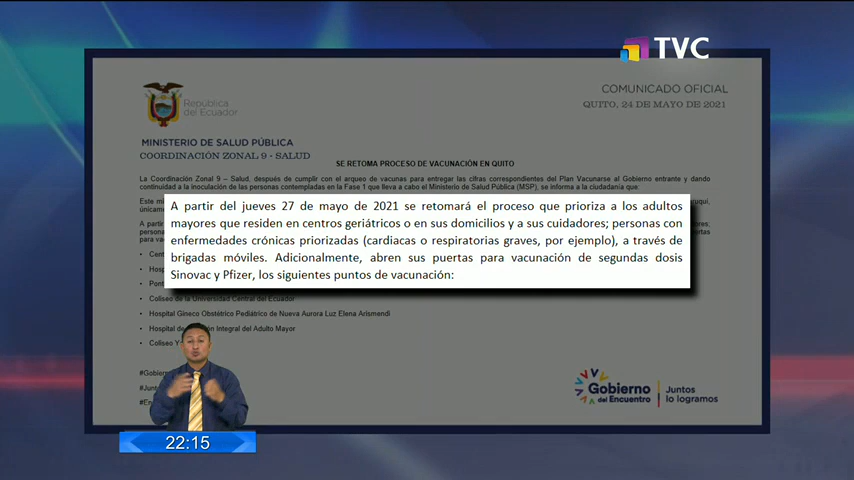 TVC
República
del Ecuador
COMUNICADO OFICIAL
QUITO, 24 DE MAYO DE 2021
MINISTERIO DE SALUD PÚBLICA
COORDINACIÓN ZONAL 9 - SALUD
SE RETOMA PROCESO DE VACUNACIÓN EN QUITO
La Coordinación Zonal 9 – Salud, después de cumplir con el arqueo de vacunas para entregar las cifras correspondientes del Plan Vacunarse al Gobierno entrante y dando
continuidad a la inoculación de las personas contempladas en la Fase 1 que lleva a cabo el Ministerio de Salud Pública (MSP), se informa a la ciudadanía que:
A partir del jueves 27 de mayo de 2021 se retomará el proceso que prioriza a los adultos
mayores que residen en centros geriátricos o en sus domicilios y a sus cuidadores; personas con
enfermedades crónicas priorizadas (cardiacas o respiratorias graves, por ejemplo), a través de
brigadas móviles. Adicionalmente, abren sus puertas para vacunación de segundas dosis
Sinovac y Pfizer, los siguientes puntos de vacunación:
• Coliseo de la Universidad Central del Ecuador
• Hospital Gineco Obstétrico Pediátrico de Nueva Aurora Luz Elena Arismendi
• Hospital de Integral del Adulto Mayor
• Coliseo
Gobierno
del Encuentro
Juntos
lo logramos
22:15